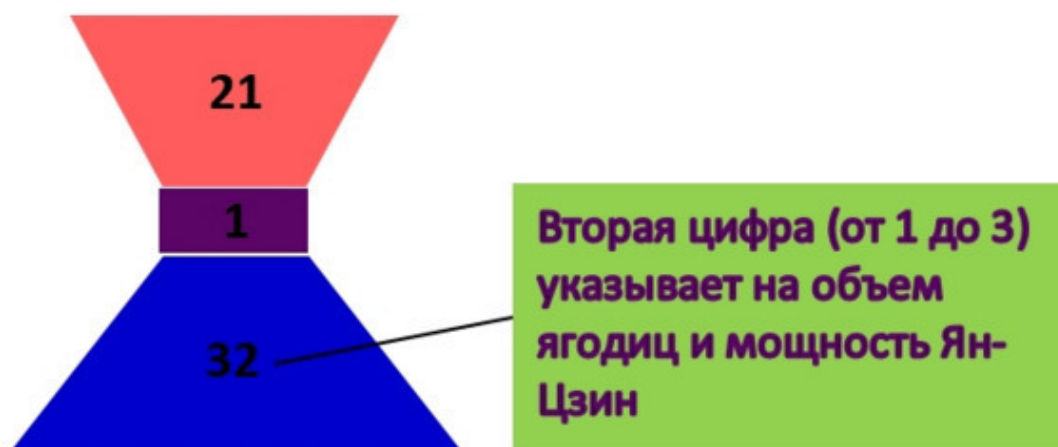 21
1
Вторая цифра (от 1 до 3)
указывает на объем
ягодиц и мощность Ян-
Цзин
32